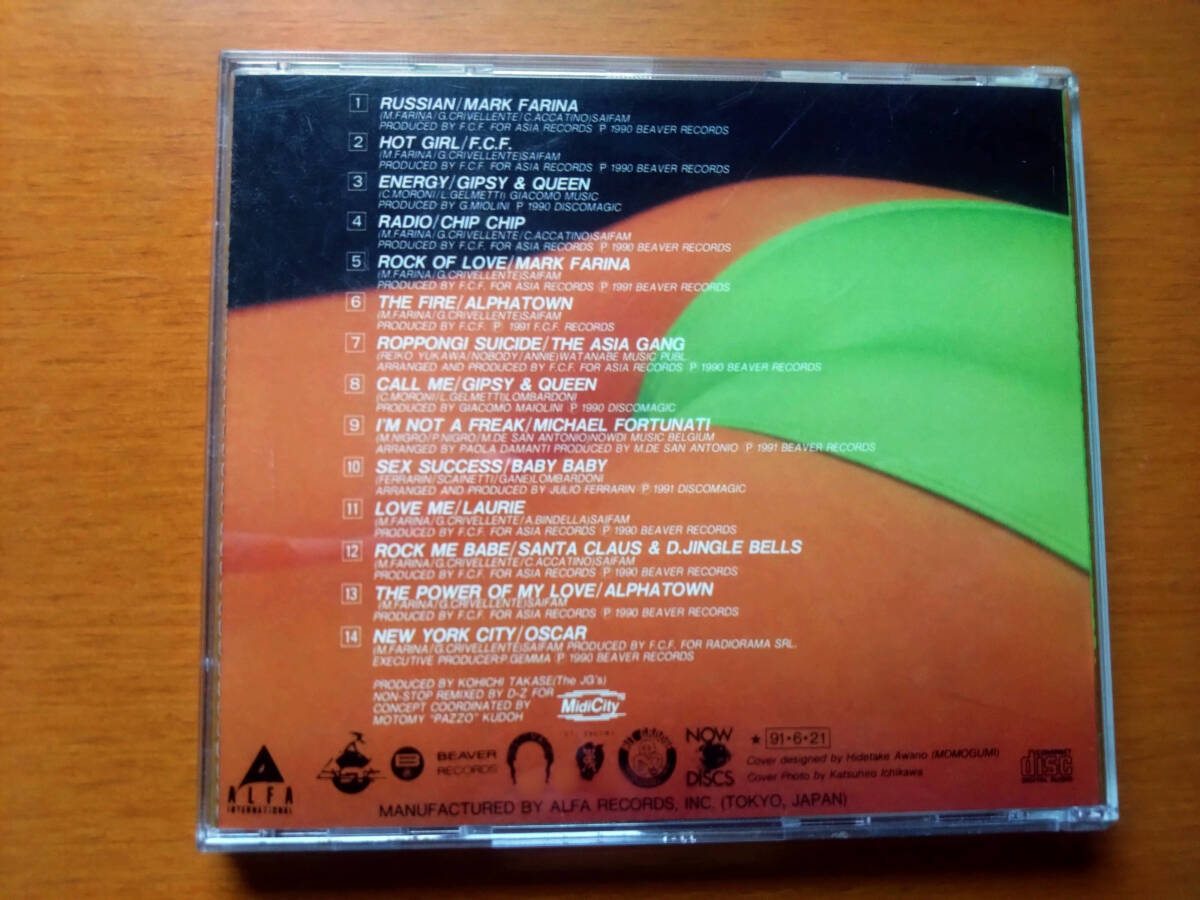 1 RUSSIAN/MARK FARINA
(M.FARINA/G.CRIVELLENTE/C.ACCATINO)SAIFAM
PRODUCED BY F.C.F. FOR ASIA RECORDS Ⓟ 1990 BEAVER RECORDS
2 HOT GIRL/F.C.F.
(M.FARINA/G.CRIVELLENTE)SAIFAM
PRODUCED BY F.C.F. FOR ASIA RECORDS Ⓟ 1990 BEAVER RECORDS
3 ENERGY/GIPSY & QUEEN
(C.MORONI/L.GELMETTI) GIACOMO MUSIC
PRODUCED BY G.MIOLINI Ⓟ 1990 DISCOMAGIC
4 RADIO/CHIP CHIP
(M.FARINA/G.CRIVELLENTE/C.ACCATINO)SAIFAM
PRODUCED BY F.C.F. FOR ASIA RECORDS Ⓟ 1990 BEAVER RECORDS
5 ROCK OF LOVE/MARK FARINA
(M.FARINA/G.CRIVELLENTE)SAIFAM
PRODUCED BY F.C.F. FOR ASIA RECORDS Ⓟ 1991 BEAVER RECORDS
6 THE FIRE/ALPHATOWN
(M.FARINA/G.CRIVELLENTE)SAIFAM
PRODUCED BY F.C.F. Ⓟ 1991 F.C.F. RECORDS
7 ROPPONGI SUICIDE/THE ASIA GANG
(REIKO YUKAWA/NOBODY/ANNIE)WATANABE MUSIC PUBL.
ARRANGED AND PRODUCED BY F.C.F. FOR ASIA RECORDS Ⓟ 1990 BEAVER RECORDS
8 CALL ME/GIPSY & QUEEN
(C.MORONI/L.GELMETTI)LOMBARDONI
PRODUCED BY GIACOMO MAIOLINI Ⓟ 1990 DISCOMAGIC
9 I'M NOT A FREAK/MICHAEL FORTUNATI
(M.NIGRO/P.NIGRO/M.DE SAN ANTONIO)NOWDI MUSIC BELGIUM
ARRANGED BY PAOLA DAMANTI PRODUCED BY M.DE SAN ANTONIO Ⓟ 1991 BEAVER RECORDS
10 SEX SUCCESS/BABY BABY
(FERRARIN/SCAINETTI/GANE)LOMBARDONI
ARRANGED AND PRODUCED BY JULIO FERRARIN Ⓟ 1991 DISCOMAGIC
11 LOVE ME/LAURIE
(M.FARINA/G.CRIVELLENTE/A.BINDELLA)SAIFAM
PRODUCED BY F.C.F. FOR ASIA RECORDS Ⓟ 1990 BEAVER RECORDS
12 ROCK ME BABE/SANTA CLAUS & D.JINGLE BELLS
(M.FARINA/G.CRIVELLENTE/C.ACCATINO)SAIFAM
PRODUCED BY F.C.F. FOR ASIA RECORDS Ⓟ 1990 BEAVER RECORDS
13 THE POWER OF MY LOVE/ALPHATOWN
(M.FARINA/G.CRIVELLENTE)SAIFAM
PRODUCED BY F.C.F. FOR ASIA RECORDS Ⓟ 1990 BEAVER RECORDS
14 NEW YORK CITY/OSCAR
(M.FARINA/G.CRIVELLENTE)SAIFAM PRODUCED BY F.C.F. FOR RADIORAMA SRL.
EXECUTIVE PRODUCER:P.GEMMA Ⓟ 1990 BEAVER RECORDS
PRODUCED BY KOHICHI TAKASE(The JG's)
NON-STOP REMIXED BY D-Z FOR
CONCEPT COORDINATED BY
MOTOMY "PAZZO" KUDOH
MidiCity
ALFA
INTERNATIONAL
BEAVER
RECORDS
HIT GROOVE
NOW
DISCS
★ 91・6・21
Cover designed by Hidetake Awano (MOMOGUMI)
Cover Photo by Katsuhiro Ichikawa
COMPACT
disc
DIGITAL AUDIO
MANUFACTURED BY ALFA RECORDS, INC. (TOKYO, JAPAN)